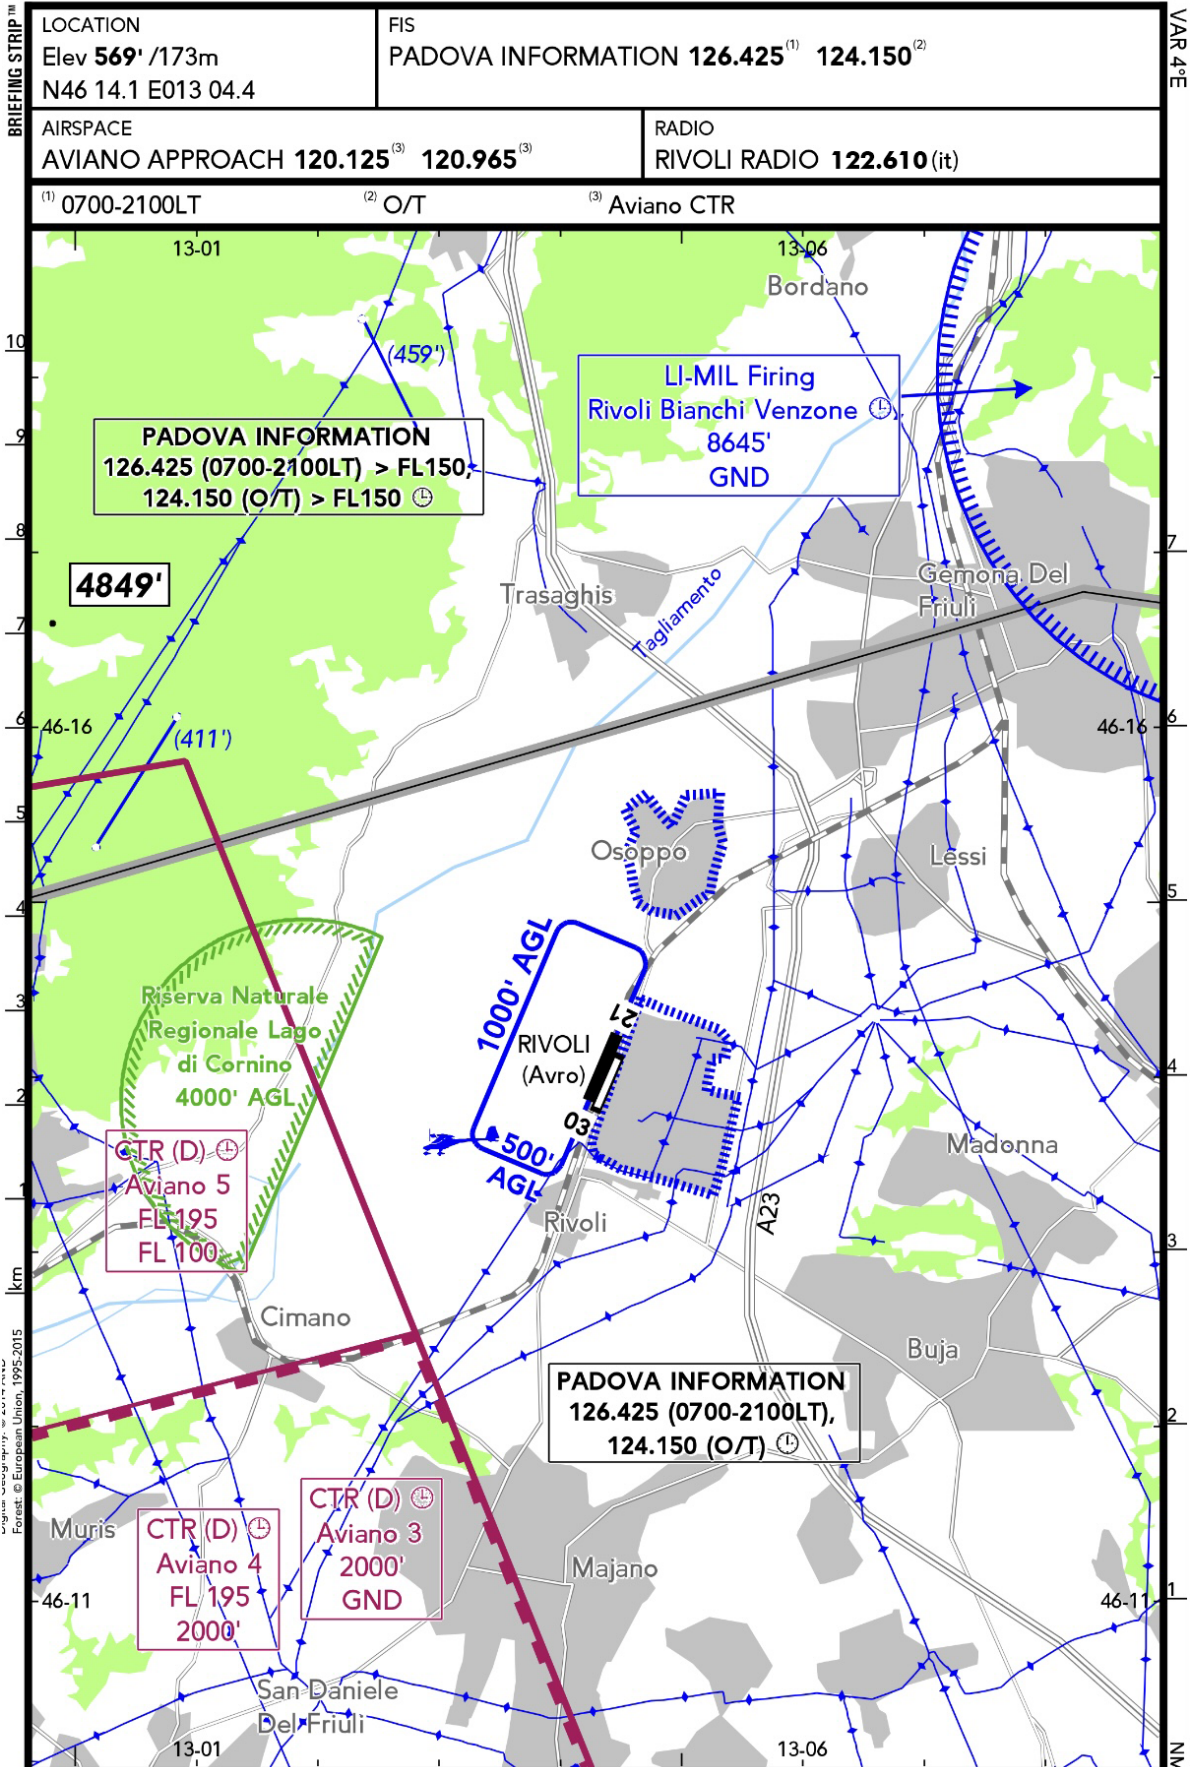 BRIEFING STRIP™
LOCATION
Elev 569' /173m
N46 14.1 E013 04.4
FIS
PADOVA INFORMATION 126.425(1) 124.150(2)
VAR 4°E
AIRSPACE
AVIANO APPROACH 120.125(3) 120.965(3)
RADIO
RIVOLI RADIO 122.610 (it)
(1) 0700-2100LT
(2) O/T
(3) Aviano CTR
13-01
13-06
Bordano
10
(459')
LI-MIL Firing
Rivoli Bianchi Venzone
8645'
GND
9
PADOVA INFORMATION
126.425 (0700-2100LT) > FL150,
124.150 (O/T) > FL150
8
7
4849'
Trasaghis
Gemona Del
Friuli
Tagliamento
7
6
46-16
(411')
46-16
6
5
Osoppo
Lessi
4
5
1000' AGL
Riserva Naturale
Regionale Lago
di Cornino
4000' AGL
3
21
RIVOLI
(Avro)
03
4
2
500'
AGL
CTR (D)
Aviano 5
FL 195
FL 100
Madonna
1
A23
Rivoli
3
km
Cimano
Buja
PADOVA INFORMATION
126.425 (0700-2100LT),
124.150 (O/T)
2
Forest: © European Union, 1995-2015
Muris
CTR (D)
Aviano 4
FL 195
2000'
CTR (D)
Aviano 3
2000'
GND
Majano
46-11
46-11
1
San Daniele
Del Friuli
13-01
13-06
NM